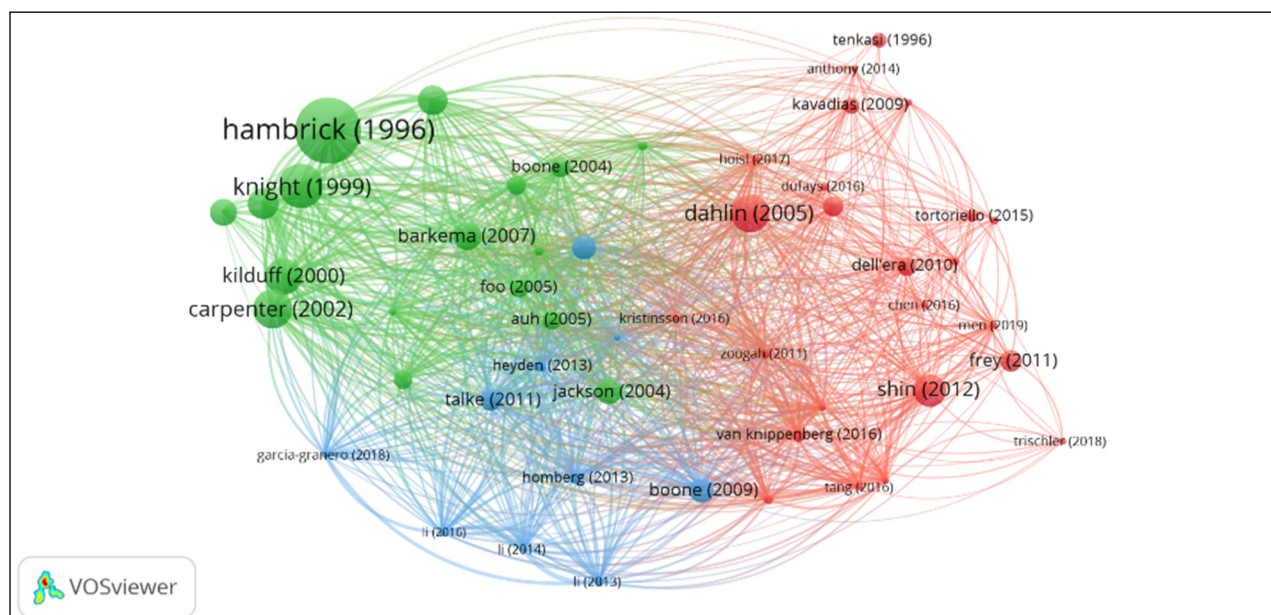 tenkasi (1996)
anthony (2014)
kavadias (2009)
hambrick (1996)
hoisl (2017)
boone (2004)
knight (1999)
dufays (2016)
dahlin (2005)
tortoriello (2015)
barkema (2007)
dell'era (2010)
kilduff (2000)
foo (2005)
chen (2016)
carpenter (2002)
auh (2005)
kristinsson (2016)
men (2019)
zoogah (2011)
frey (2011)
heyden (2013)
jackson (2004)
shin (2012)
talke (2011)
van knippenberg (2016)
trischler (2018)
garcia-granero (2018)
homberg (2013)
boone (2009)
tang (2016)
li (2016)
li (2014)
li (2013)
VOSviewer